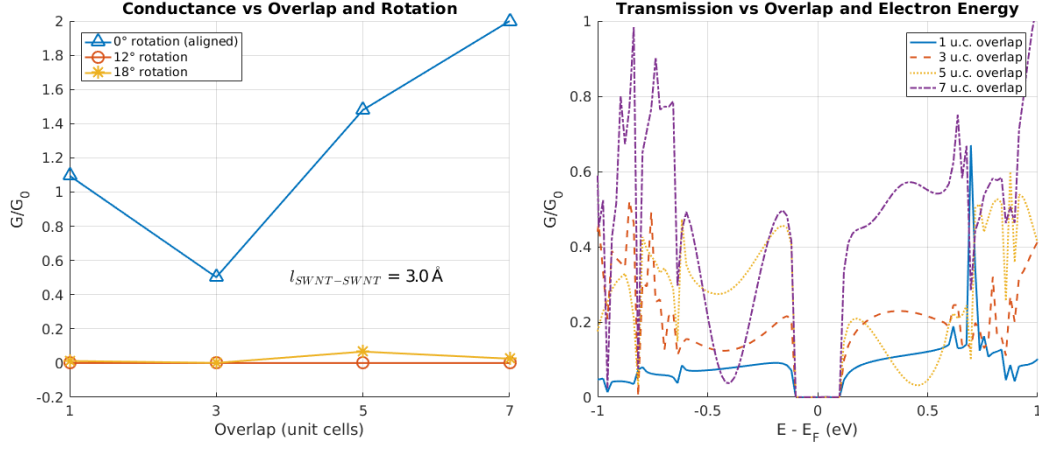 Conductance vs Overlap and Rotation
2
1.8
1.6
1.4
1.2
1
0.8
0.6
0.4
0.2
0
-0.2
G/G0
0° rotation (aligned)
12° rotation
18° rotation
lSWNT−SWNT = 3.0 Å
1
3
5
7
Overlap (unit cells)
Transmission vs Overlap and Electron Energy
1
0.8
0.6
0.4
0.2
0
G/G0
1 u.c. overlap
3 u.c. overlap
5 u.c. overlap
7 u.c. overlap
-1
-0.5
0
0.5
1
E - EF (eV)